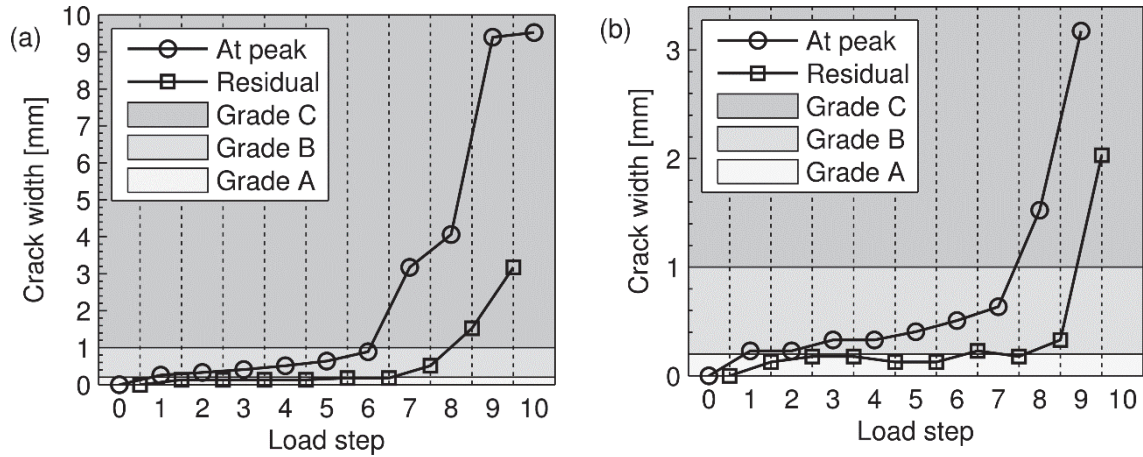 (a)
Crack width [mm]
10
9
8
7
6
5
4
3
2
1
0
At peak
Residual
Grade C
Grade B
Grade A
0 1 2 3 4 5 6 7 8 9 10
Load step
(b)
Crack width [mm]
3
2
1
0
At peak
Residual
Grade C
Grade B
Grade A
0 1 2 3 4 5 6 7 8 9 10
Load step